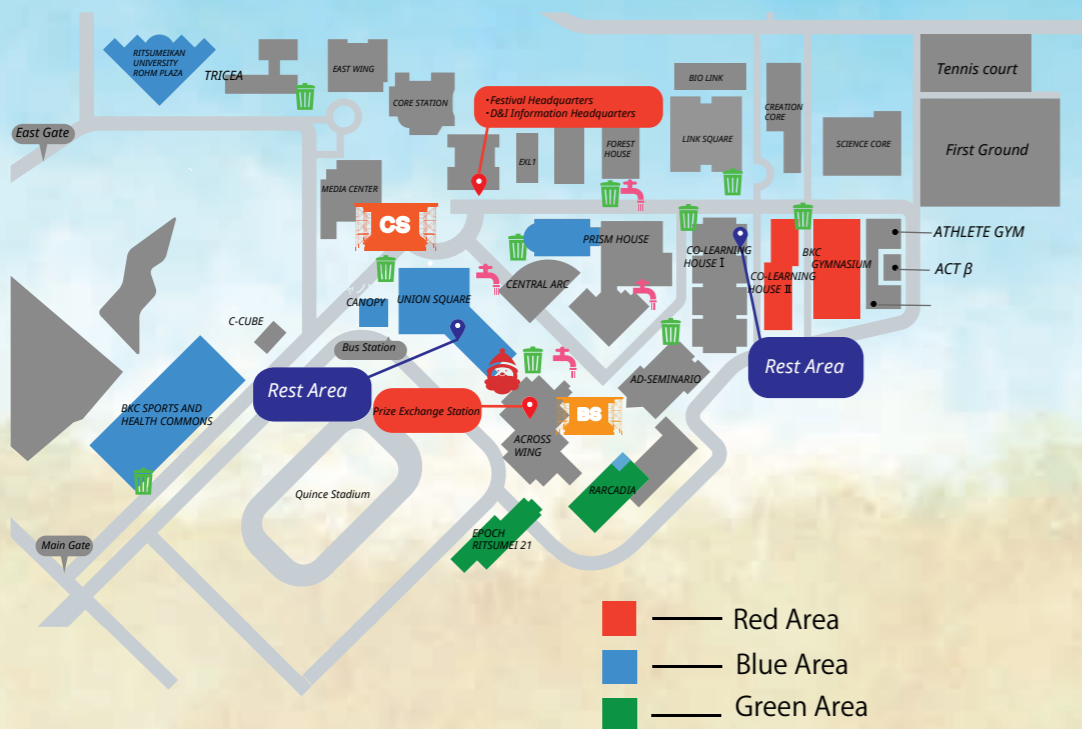 RITSUMEIKAN
UNIVERSITY
ROHM PLAZA
TRICEA
EAST WING
CORE STATION
・Festival Headquarters
・D&I Information Headquarters
BIO LINK
CREATION
CORE
Tennis court
East Gate
EXL1
FOREST
HOUSE
LINK SQUARE
SCIENCE CORE
First Ground
MEDIA CENTER
CS
PRISM HOUSE
CO-LEARNING
HOUSE Ⅰ
BKC
GYMNASIUM
CO-LEARNING
HOUSE Ⅱ
ATHLETE GYM
ACT β
CANOPY
UNION SQUARE
CENTRAL ARC
C-CUBE
Bus Station
Rest Area
Rest Area
AD-SEMINARIO
BKC SPORTS AND
HEALTH COMMONS
Prize Exchange Station
BS
ACROSS
WING
Quince Stadium
RARCADIA
EPOCH
RITSUMEI 21
Main Gate
Red Area
Blue Area
Green Area